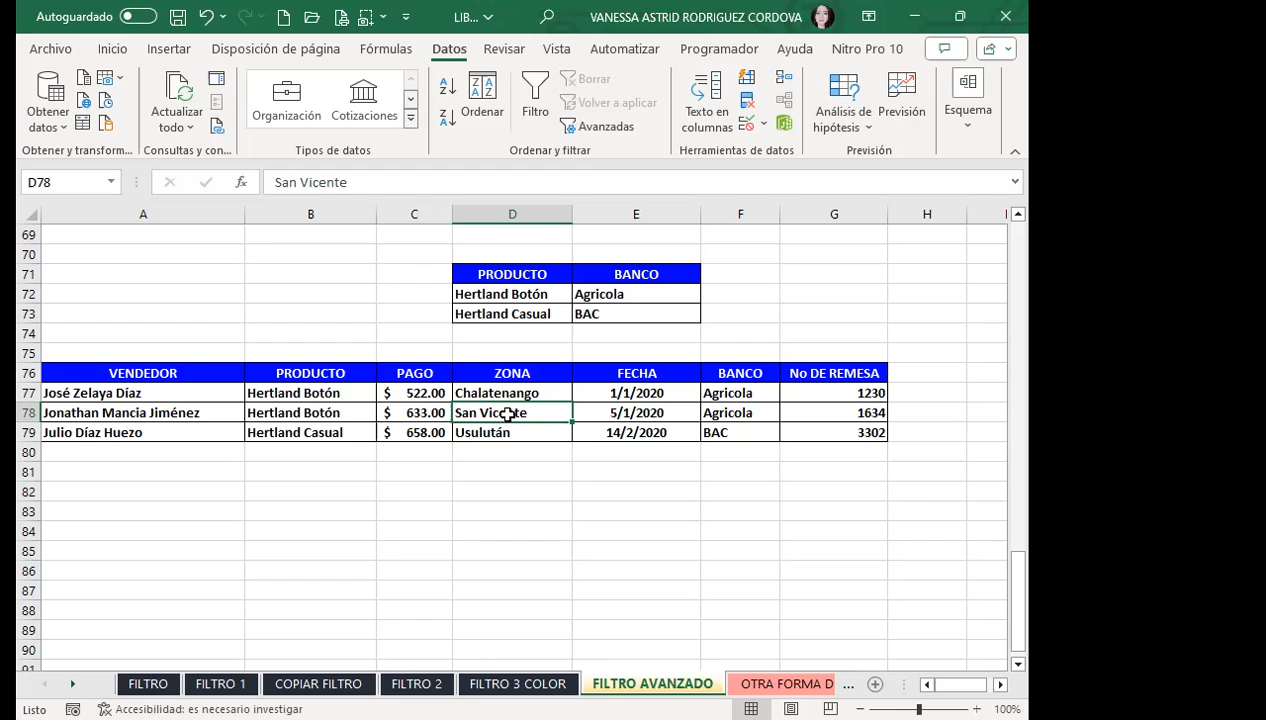 Autoguardado LIB... VANESSA ASTRID RODRIGUEZ CORDOVA
Archivo Inicio Insertar Disposición de página Fórmulas Datos Revisar Vista Automatizar Programador Ayuda Nitro Pro 10
Obtener datos
Actualizar todo
Organización Cotizaciones
Ordenar
Filtro
Borrar
Volver a aplicar
Avanzadas
Texto en columnas
Análisis de hipótesis
Previsión
Esquema
Obtener y transform... Consultas y con... Tipos de datos Ordenar y filtrar Herramientas de datos Previsión
D78 fx San Vicente
A B C D E F G H I
69
70
71 PRODUCTO BANCO
72 Hertland Botón Agricola
73 Hertland Casual BAC
74
75
76 VENDEDOR PRODUCTO PAGO ZONA FECHA BANCO No DE REMESA
77 José Zelaya Díaz Hertland Botón $ 522.00 Chalatenango 1/1/2020 Agricola 1230
78 Jonathan Mancia Jiménez Hertland Botón $ 633.00 San Vicente 5/1/2020 Agricola 1634
79 Julio Díaz Huezo Hertland Casual $ 658.00 Usulután 14/2/2020 BAC 3302
80
81
82
83
84
85
86
87
88
89
90
91
FILTRO FILTRO 1 COPIAR FILTRO FILTRO 2 FILTRO 3 COLOR FILTRO AVANZADO OTRA FORMA D ...
Listo Accesibilidad: es necesario investigar 100%